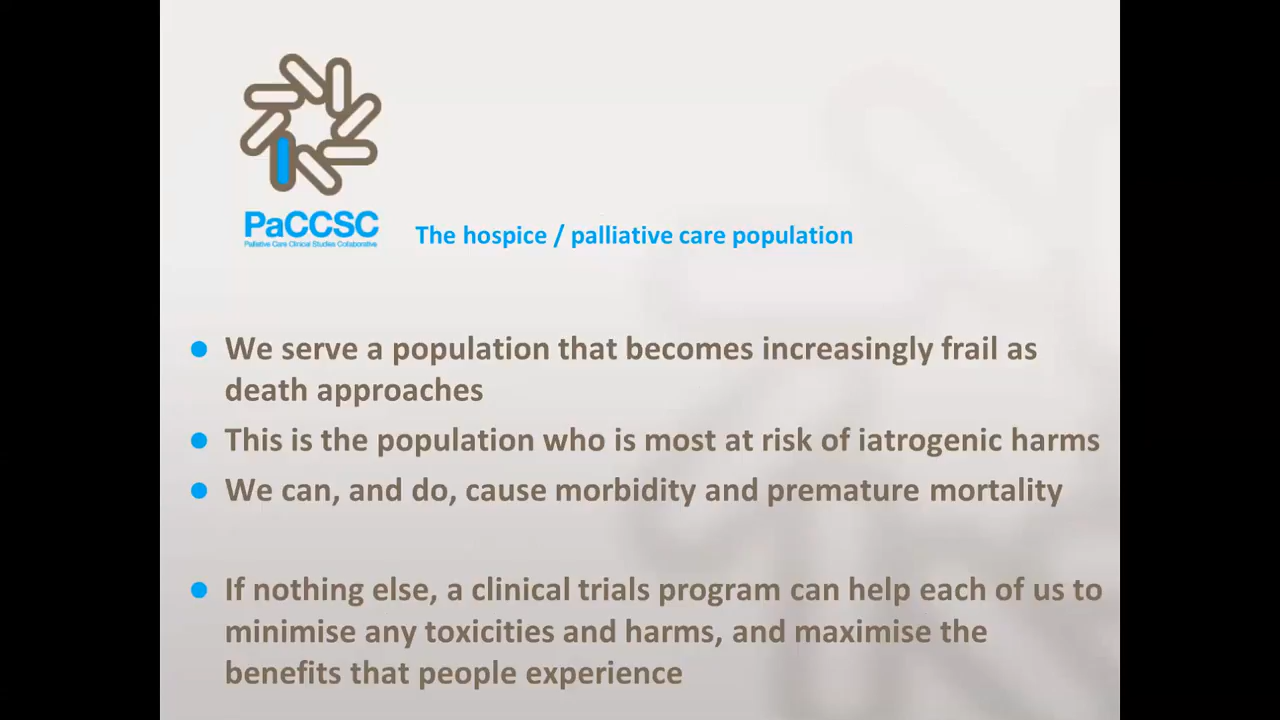 PaCCSC
Palliative Care Clinical Studies Collaborative
The hospice / palliative care population
We serve a population that becomes increasingly frail as
death approaches
This is the population who is most at risk of iatrogenic harms
We can, and do, cause morbidity and premature mortality
If nothing else, a clinical trials program can help each of us to
minimise any toxicities and harms, and maximise the
benefits that people experience